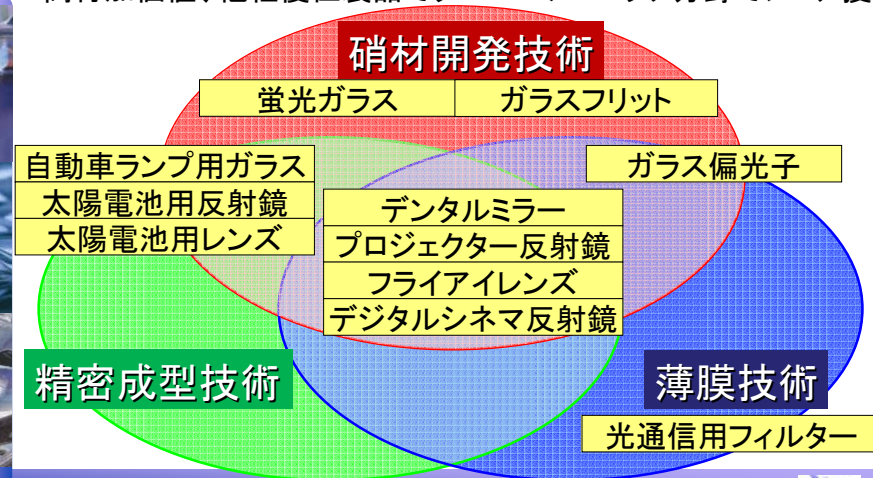 硝材開発技術
蛍光ガラス ガラスフリット
自動車ランプ用ガラス
太陽電池用反射鏡
太陽電池用レンズ
ガラス偏光子
デンタルミラー
プロジェクター反射鏡
フライアイレンズ
デジタルシネマ反射鏡
精密成型技術
薄膜技術
光通信用フィルター